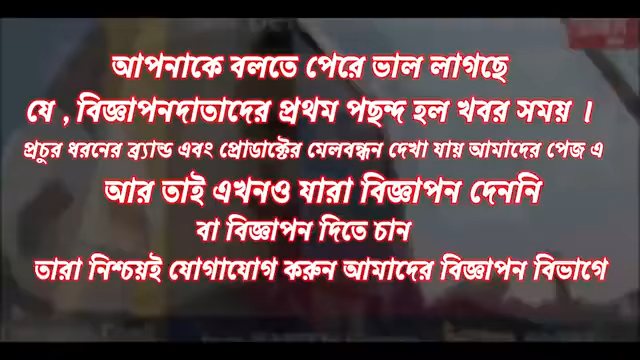 আপনাকে বলতে পেরে ভাল লাগছে
যে , বিজ্ঞাপনদাতাদের প্রথম পছন্দ হল খবর সময় ।
প্রচুর ধরনের ব্র্যান্ড এবং প্রোডাক্টের মেলবন্ধন দেখা যায় আমাদের পেজ এ
আর তাই এখনও যারা বিজ্ঞাপন দেননি
বা বিজ্ঞাপন দিতে চান
তারা নিশ্চয়ই যোগাযোগ করুন আমাদের বিজ্ঞাপন বিভাগে